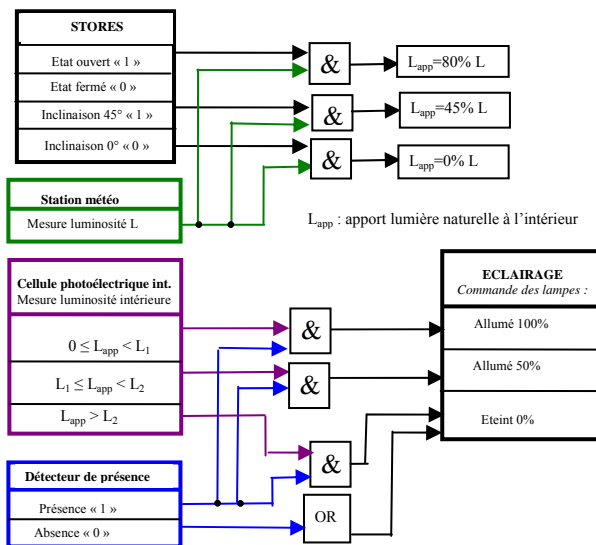 STORES
Etat ouvert « 1 »
Etat fermé « 0 »
Inclinaison 45° « 1 »
Inclinaison 0° « 0 »
&
&
&
Lapp=80% L
Lapp=45% L
Lapp=0% L
Station météo
Mesure luminosité L
Lapp : apport lumière naturelle à l'intérieur
Cellule photoélectrique int.
Mesure luminosité intérieure
0 ≤ Lapp < L1
L1 ≤ Lapp < L2
Lapp > L2
&
&
&
OR
ECLAIRAGE
Commande des lampes :
Allumé 100%
Allumé 50%
Eteint 0%
Détecteur de présence
Présence « 1 »
Absence « 0 »